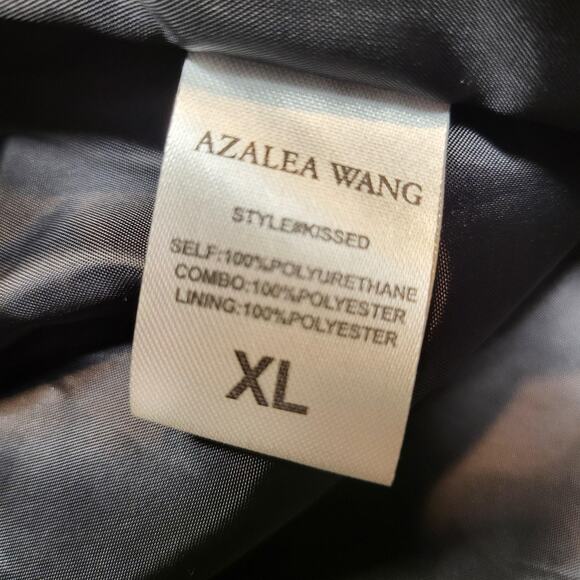 AZALEA WANG
STYLE#KISSED
SELF:100%POLYURETHANE
COMBO:100%POLYESTER
LINING:100%POLYESTER
XL